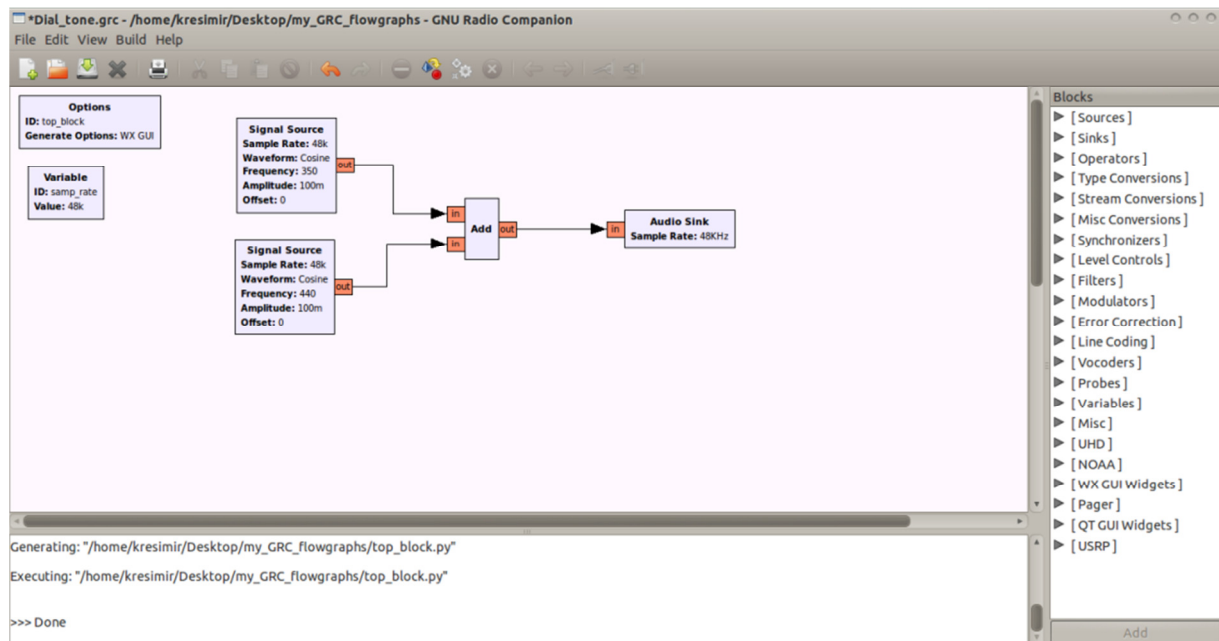 *Dial_tone.grc - /home/kresimir/Desktop/my_GRC_flowgraphs - GNU Radio Companion
File Edit View Build Help
Options
ID: top_block
Generate Options: WX GUI
Variable
ID: samp_rate
Value: 48k
Signal Source
Sample Rate: 48k
Waveform: Cosine
Frequency: 350
Amplitude: 100m
Offset: 0
out
Signal Source
Sample Rate: 48k
Waveform: Cosine
Frequency: 440
Amplitude: 100m
Offset: 0
out
in
in
Add
out
in
Audio Sink
Sample Rate: 48KHz
Blocks
[ Sources ]
[ Sinks ]
[ Operators ]
[ Type Conversions ]
[ Stream Conversions ]
[ Misc Conversions ]
[ Synchronizers ]
[ Level Controls ]
[ Filters ]
[ Modulators ]
[ Error Correction ]
[ Line Coding ]
[ Vocoders ]
[ Probes ]
[ Variables ]
[ Misc ]
[ UHD ]
[ NOAA ]
[ WX GUI Widgets ]
[ Pager ]
[ QT GUI Widgets ]
[ USRP ]
Add
Generating: "/home/kresimir/Desktop/my_GRC_flowgraphs/top_block.py"
Executing: "/home/kresimir/Desktop/my_GRC_flowgraphs/top_block.py"
>>> Done